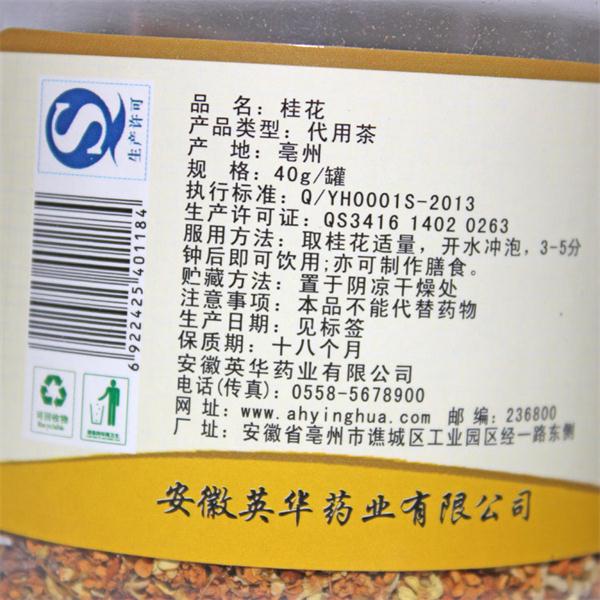 生产许可
6922425401184
可回收物
品 名：桂花
产品类型：代用茶
产 地：亳州
规 格：40g/罐
执行标准：Q/YH0001S-2013
生产许可证：QS3416 1402 0263
服用方法：取桂花适量，开水冲泡，3-5分
钟后即可饮用;亦可制作膳食。
贮藏方法：置于阴凉干燥处
注意事项：本品不能代替药物
生产日期：见标签
保质期：十八个月
安徽英华药业有限公司
电话(传真)：0558-5678900
网 址：www.ahyinghua.com 邮 编：236800
厂 址：安徽省亳州市谯城区工业园区经一路东侧
安徽英华药业有限公司